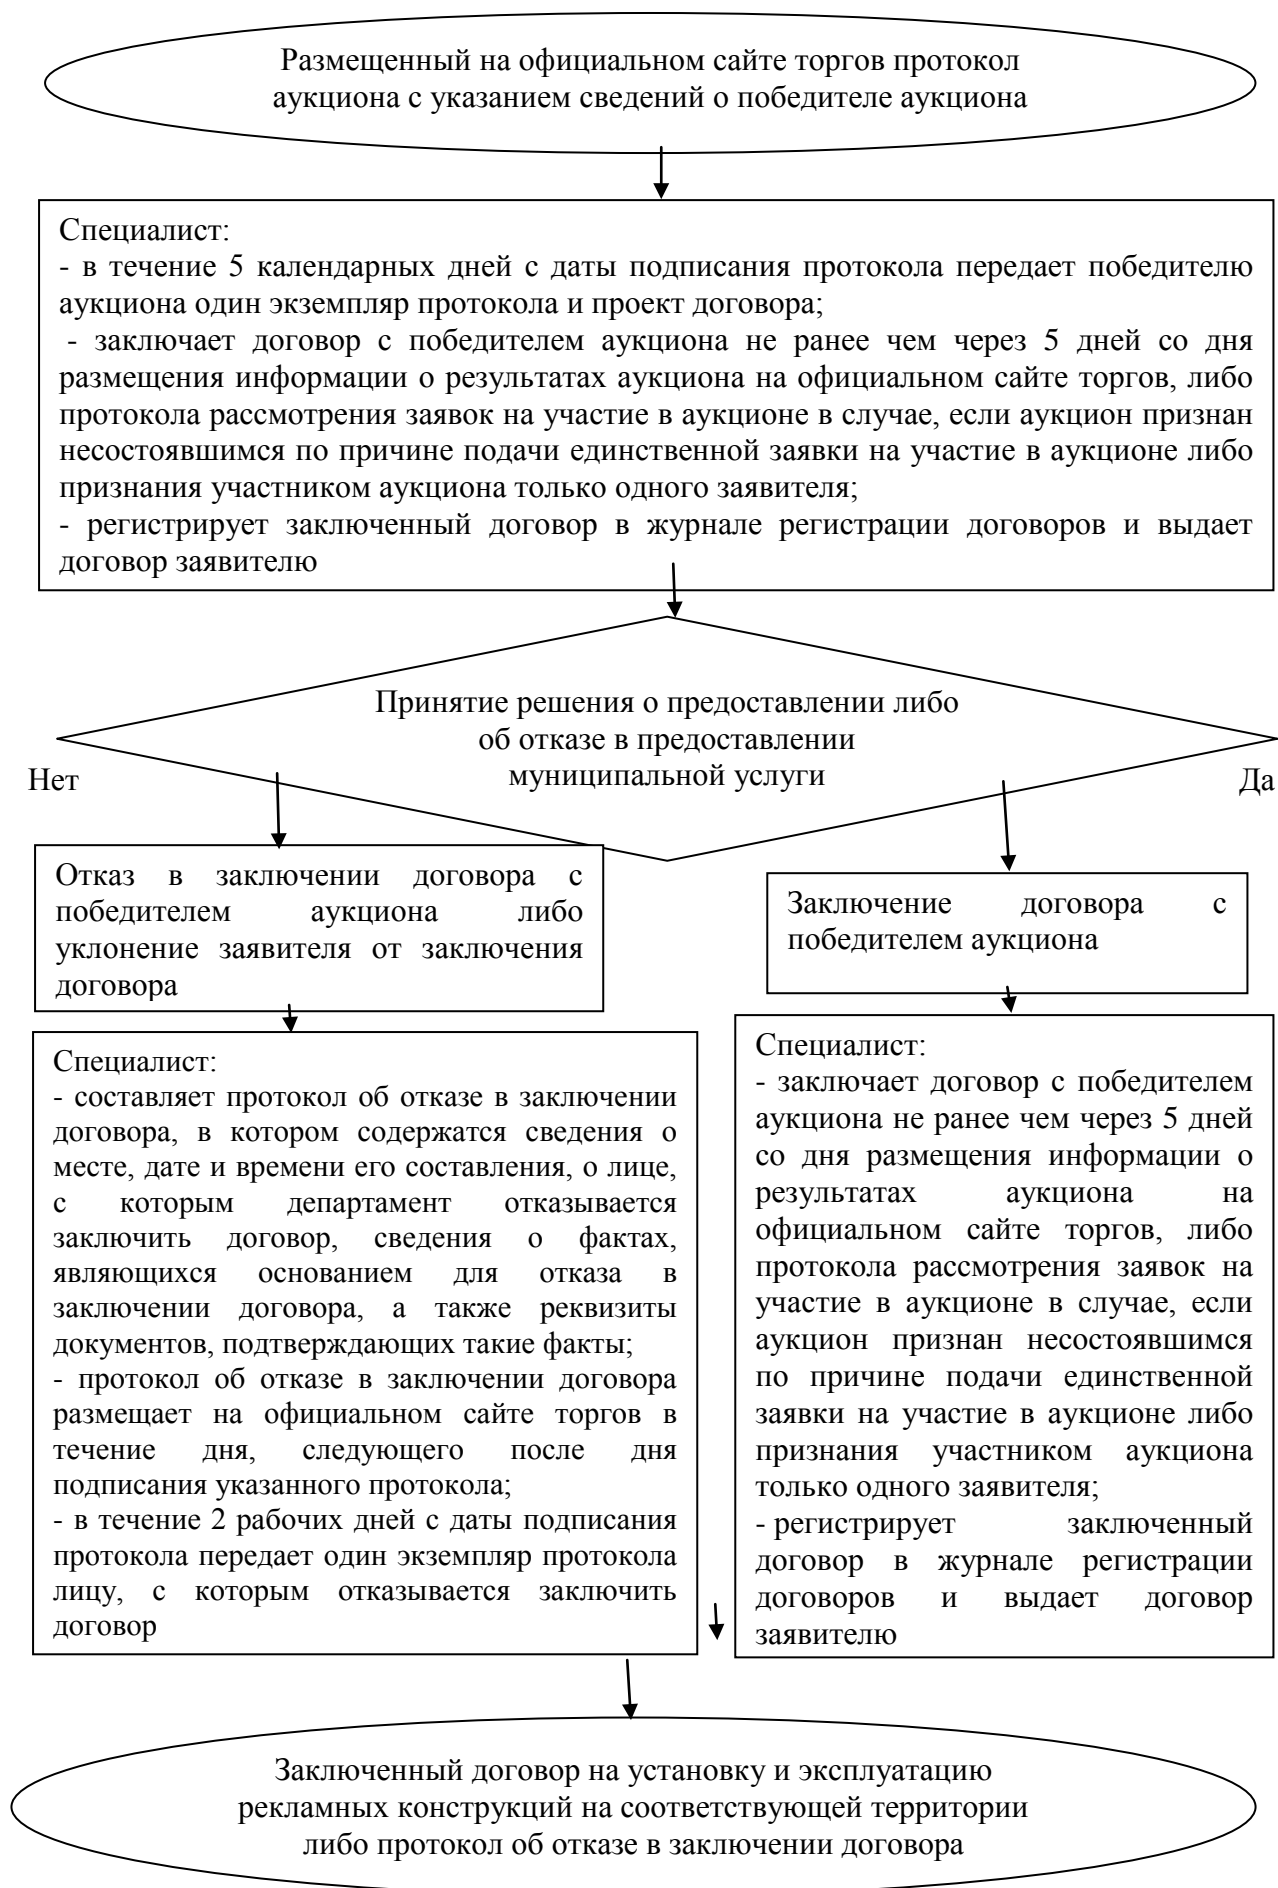 Размещенный на официальном сайте торгов протокол
аукциона с указанием сведений о победителе аукциона
Специалист:
- в течение 5 календарных дней с даты подписания протокола передает победителю
аукциона один экземпляр протокола и проект договора;
- заключает договор с победителем аукциона не ранее чем через 5 дней со дня
размещения информации о результатах аукциона на официальном сайте торгов, либо
протокола рассмотрения заявок на участие в аукционе в случае, если аукцион признан
несостоявшимся по причине подачи единственной заявки на участие в аукционе либо
признания участником аукциона только одного заявителя;
- регистрирует заключенный договор в журнале регистрации договоров и выдает
договор заявителю
Принятие решения о предоставлении либо
об отказе в предоставлении
муниципальной услуги
Нет
Да
Отказ в заключении договора с
победителем аукциона либо
уклонение заявителя от заключения
договора
Заключение договора с
победителем аукциона
Специалист:
- составляет протокол об отказе в заключении
договора, в котором содержатся сведения о
месте, дате и времени его составления, о лице,
с которым департамент отказывается
заключить договор, сведения о фактах,
являющихся основанием для отказа в
заключении договора, а также реквизиты
документов, подтверждающих такие факты;
- протокол об отказе в заключении договора
размещает на официальном сайте торгов в
течение дня, следующего после дня
подписания указанного протокола;
- в течение 2 рабочих дней с даты подписания
протокола передает один экземпляр протокола
лицу, с которым отказывается заключить
договор
Специалист:
- заключает договор с победителем
аукциона не ранее чем через 5 дней
со дня размещения информации о
результатах аукциона на
официальном сайте торгов, либо
протокола рассмотрения заявок на
участие в аукционе в случае, если
аукцион признан несостоявшимся
по причине подачи единственной
заявки на участие в аукционе либо
признания участником аукциона
только одного заявителя;
- регистрирует заключенный
договор в журнале регистрации
договоров и выдает договор
заявителю
Заключенный договор на установку и эксплуатацию
рекламных конструкций на соответствующей территории
либо протокол об отказе в заключении договора